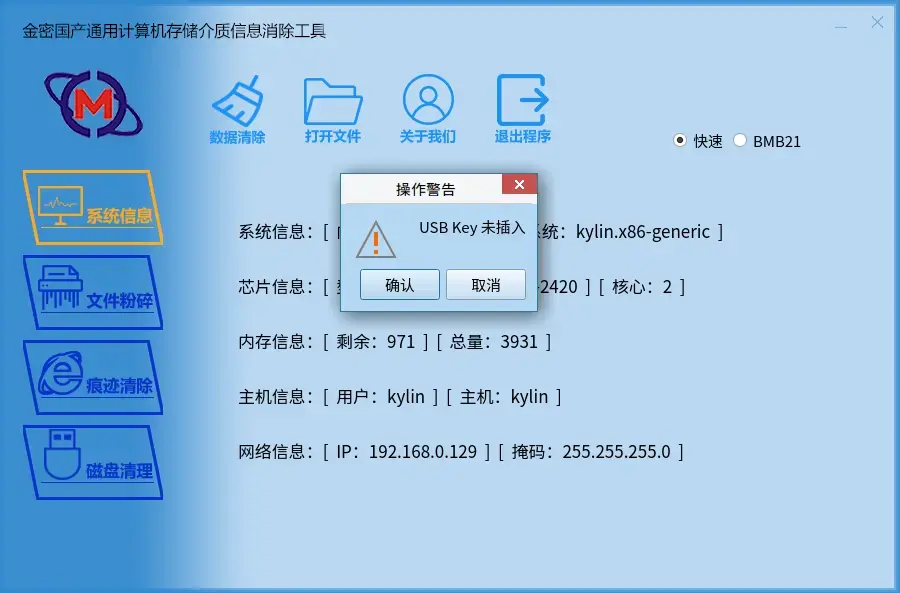 金密国产通用计算机存储介质信息消除工具
M
数据清除
打开文件
关于我们
退出程序
快速
BMB21
系统信息
文件粉碎
痕迹清除
磁盘清理
操作警告
USB Key 未插入
确认
取消
系统信息：[
统：kylin.x86-generic ]
芯片信息：[
2420 ] [ 核心：2 ]
内存信息：[ 剩余：971 ] [ 总量：3931 ]
主机信息：[ 用户：kylin ] [ 主机：kylin ]
网络信息：[ IP：192.168.0.129 ] [ 掩码：255.255.255.0 ]